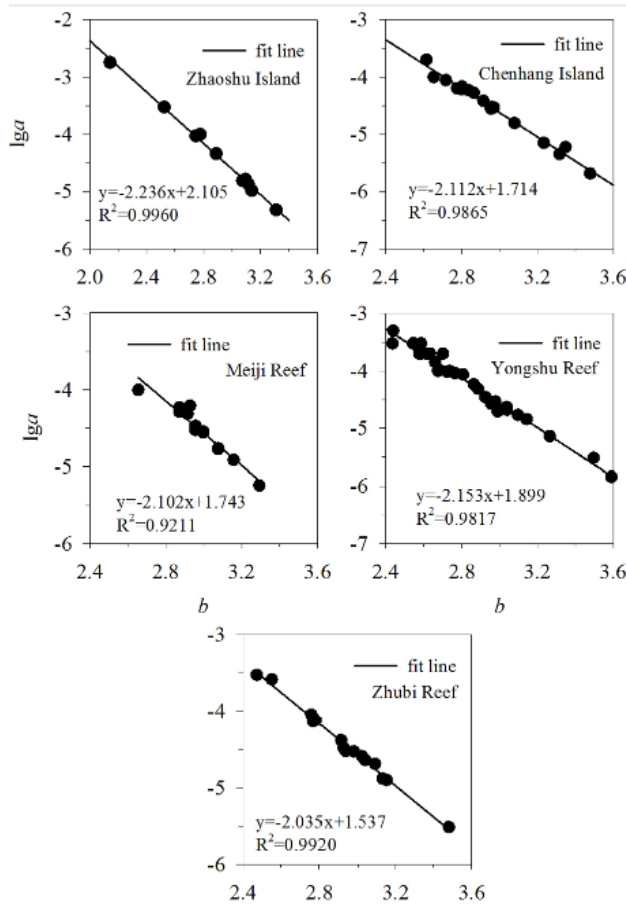 -2
fit line
Zhaoshu Island
-3
-4
-5
-6
lga
y=-2.236x+2.105
R²=0.9960
2.0
2.4
2.8
3.2
3.6
-3
fit line
Chenhang Island
-4
-5
-6
-7
y=-2.112x+1.714
R²=0.9865
2.4
2.8
3.2
3.6
-3
fit line
Meiji Reef
-4
-5
-6
lga
y=-2.102x+1.743
R²=0.9211
2.4
2.8
3.2
3.6
b
-3
fit line
Yongshu Reef
-4
-5
-6
-7
y=-2.153x+1.899
R²=0.9817
2.4
2.8
3.2
3.6
b
-3
fit line
Zhubi Reef
-4
-5
-6
y=-2.035x+1.537
R²=0.9920
2.4
2.8
3.2
3.6